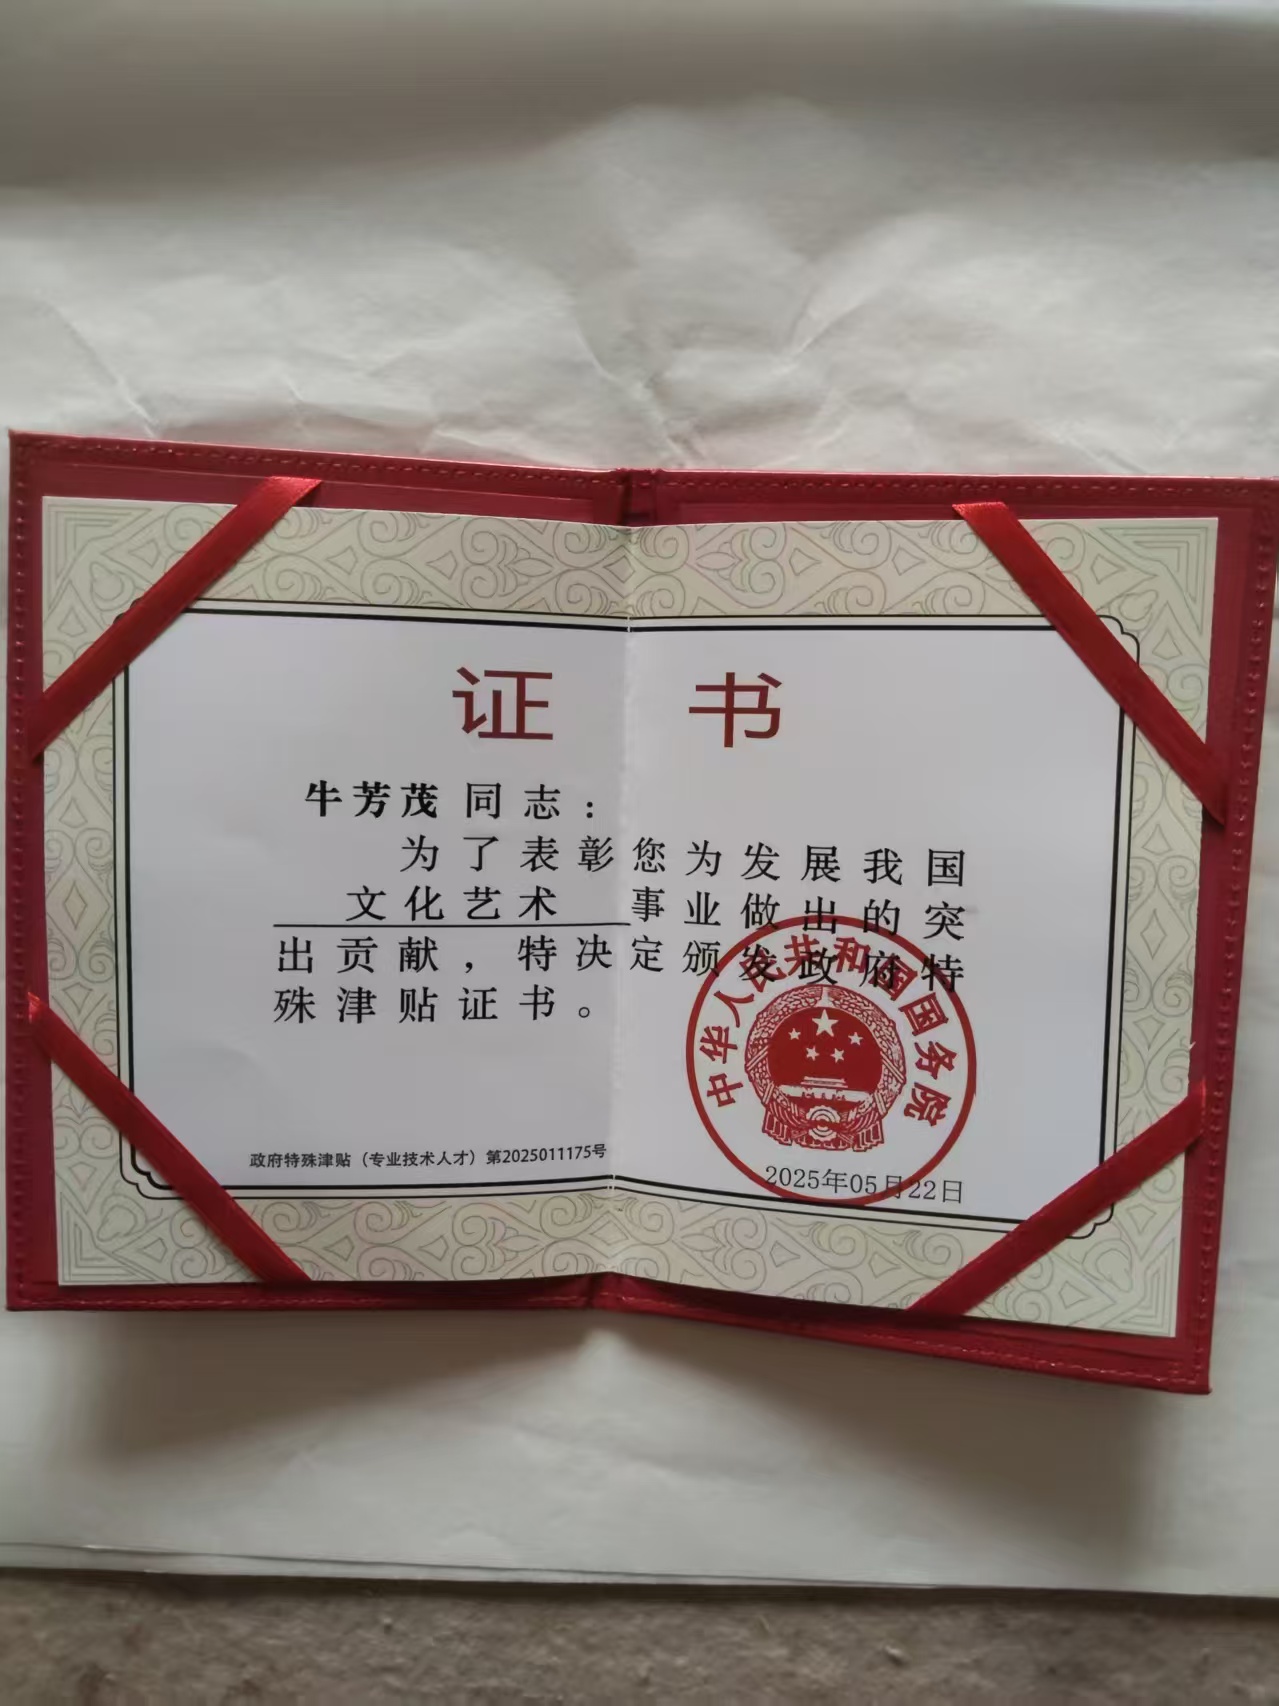 证 书
牛芳茂同志：
为了表彰您为发展我国
文化艺术 事业做出的突
出贡献，特决定颁发政府特
殊津贴证书。
中华人民共和国国务院
政府特殊津贴（专业技术人才）第2025011175号
2025年05月22日